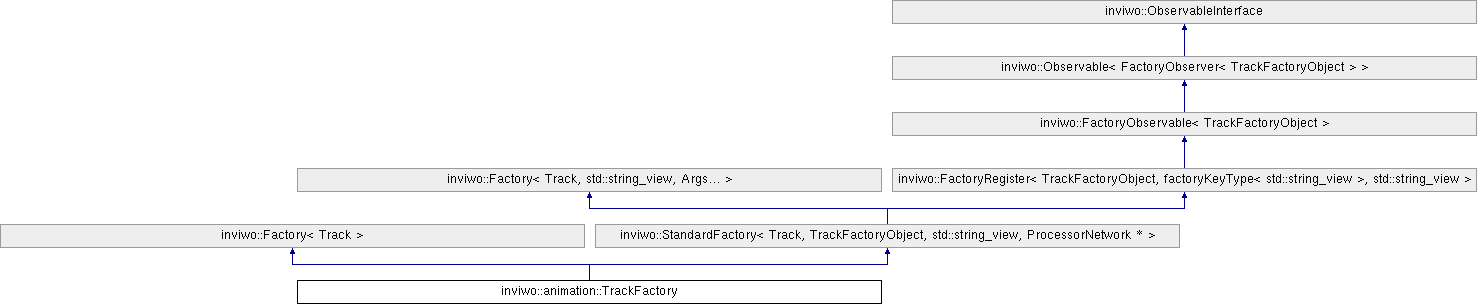 inviwo::ObservableInterface
inviwo::Observable< FactoryObserver< TrackFactoryObject > >
inviwo::FactoryObservable< TrackFactoryObject >
inviwo::Factory< Track, std::string_view, Args... >
inviwo::FactoryRegister< TrackFactoryObject, factoryKeyType< std::string_view >, std::string_view >
inviwo::Factory< Track >
inviwo::StandardFactory< Track, TrackFactoryObject, std::string_view, ProcessorNetwork * >
inviwo::animation::TrackFactory